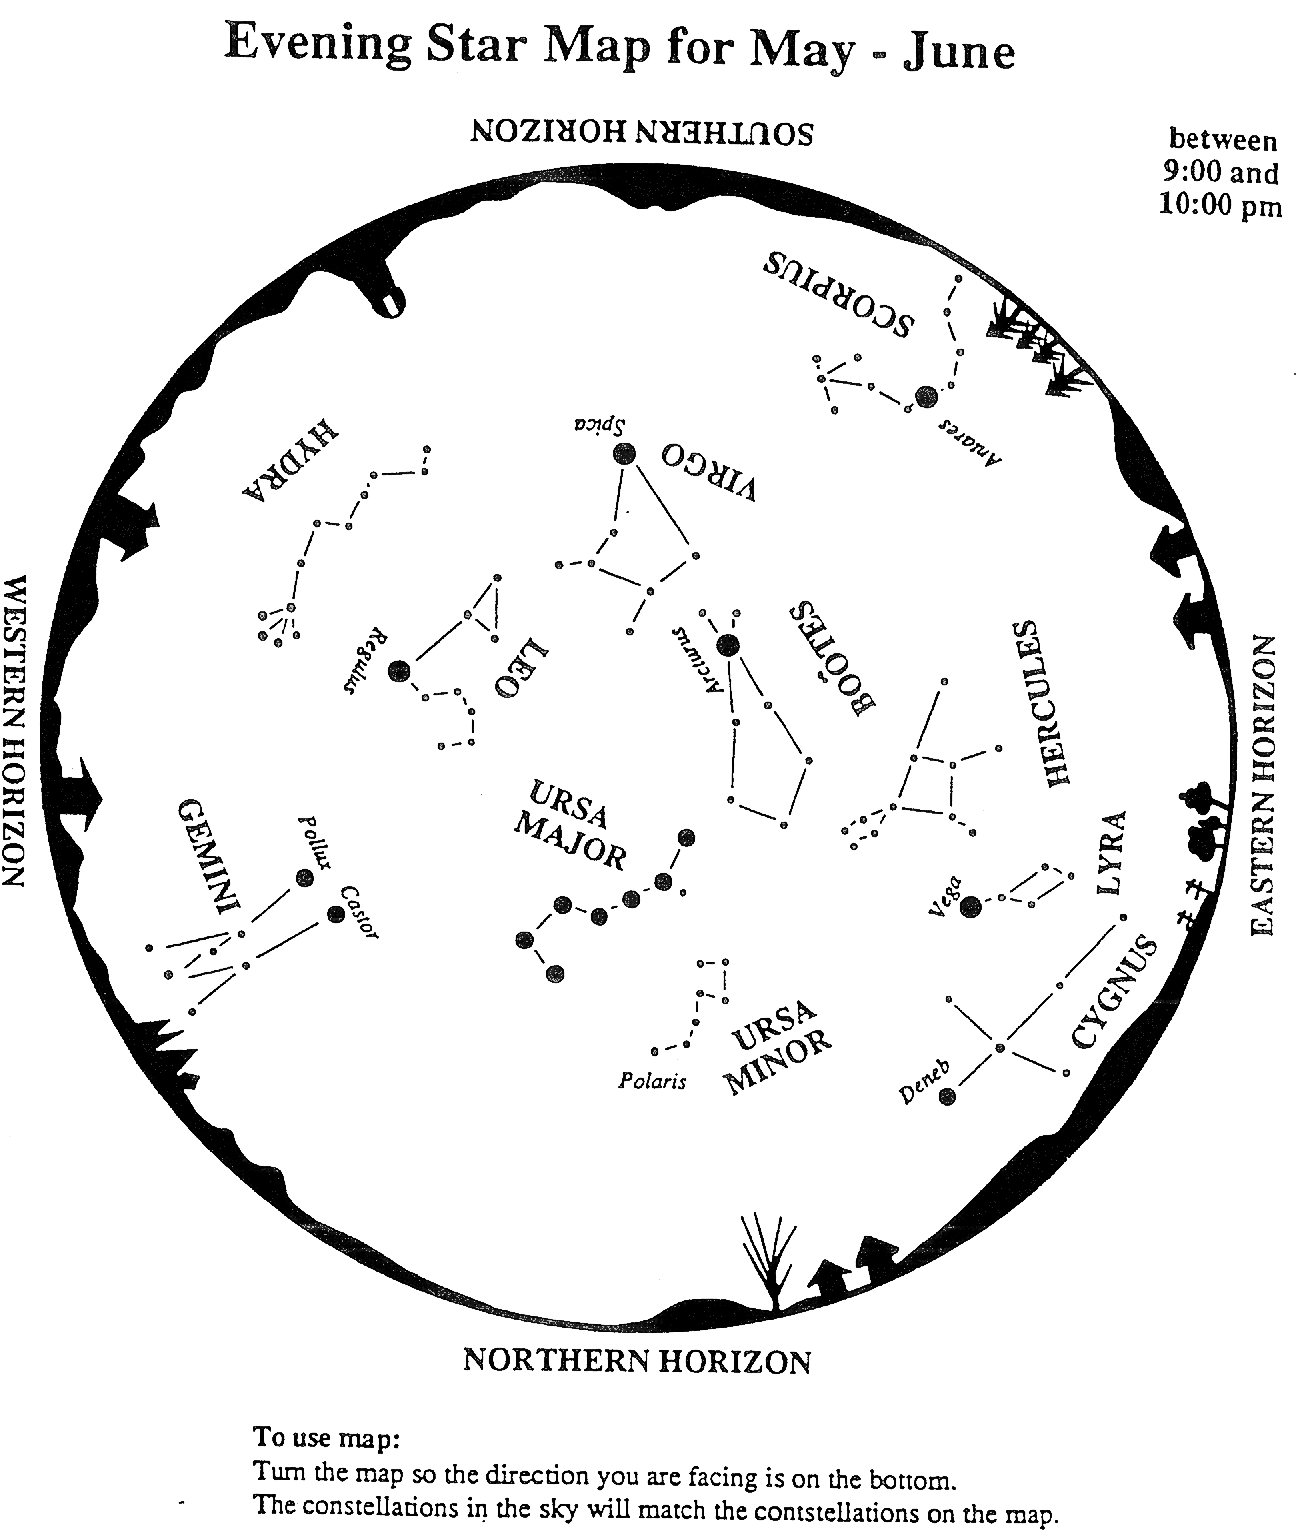 Evening Star Map for May - June
SOUTHERN HORIZON
between
9:00 and
10:00 pm
SCORPIUS
Antares
Spica
VIRGO
HYDRA
Regulus
LEO
Arcturus
BOÖTES
HERCULES
WESTERN HORIZON
EASTERN HORIZON
URSA
MAJOR
GEMINI
Pollux
Castor
LYRA
Vega
CYGNUS
Deneb
URSA
MINOR
Polaris
NORTHERN HORIZON
To use map:
Turn the map so the direction you are facing is on the bottom.
The constellations in the sky will match the contstellations on the map.